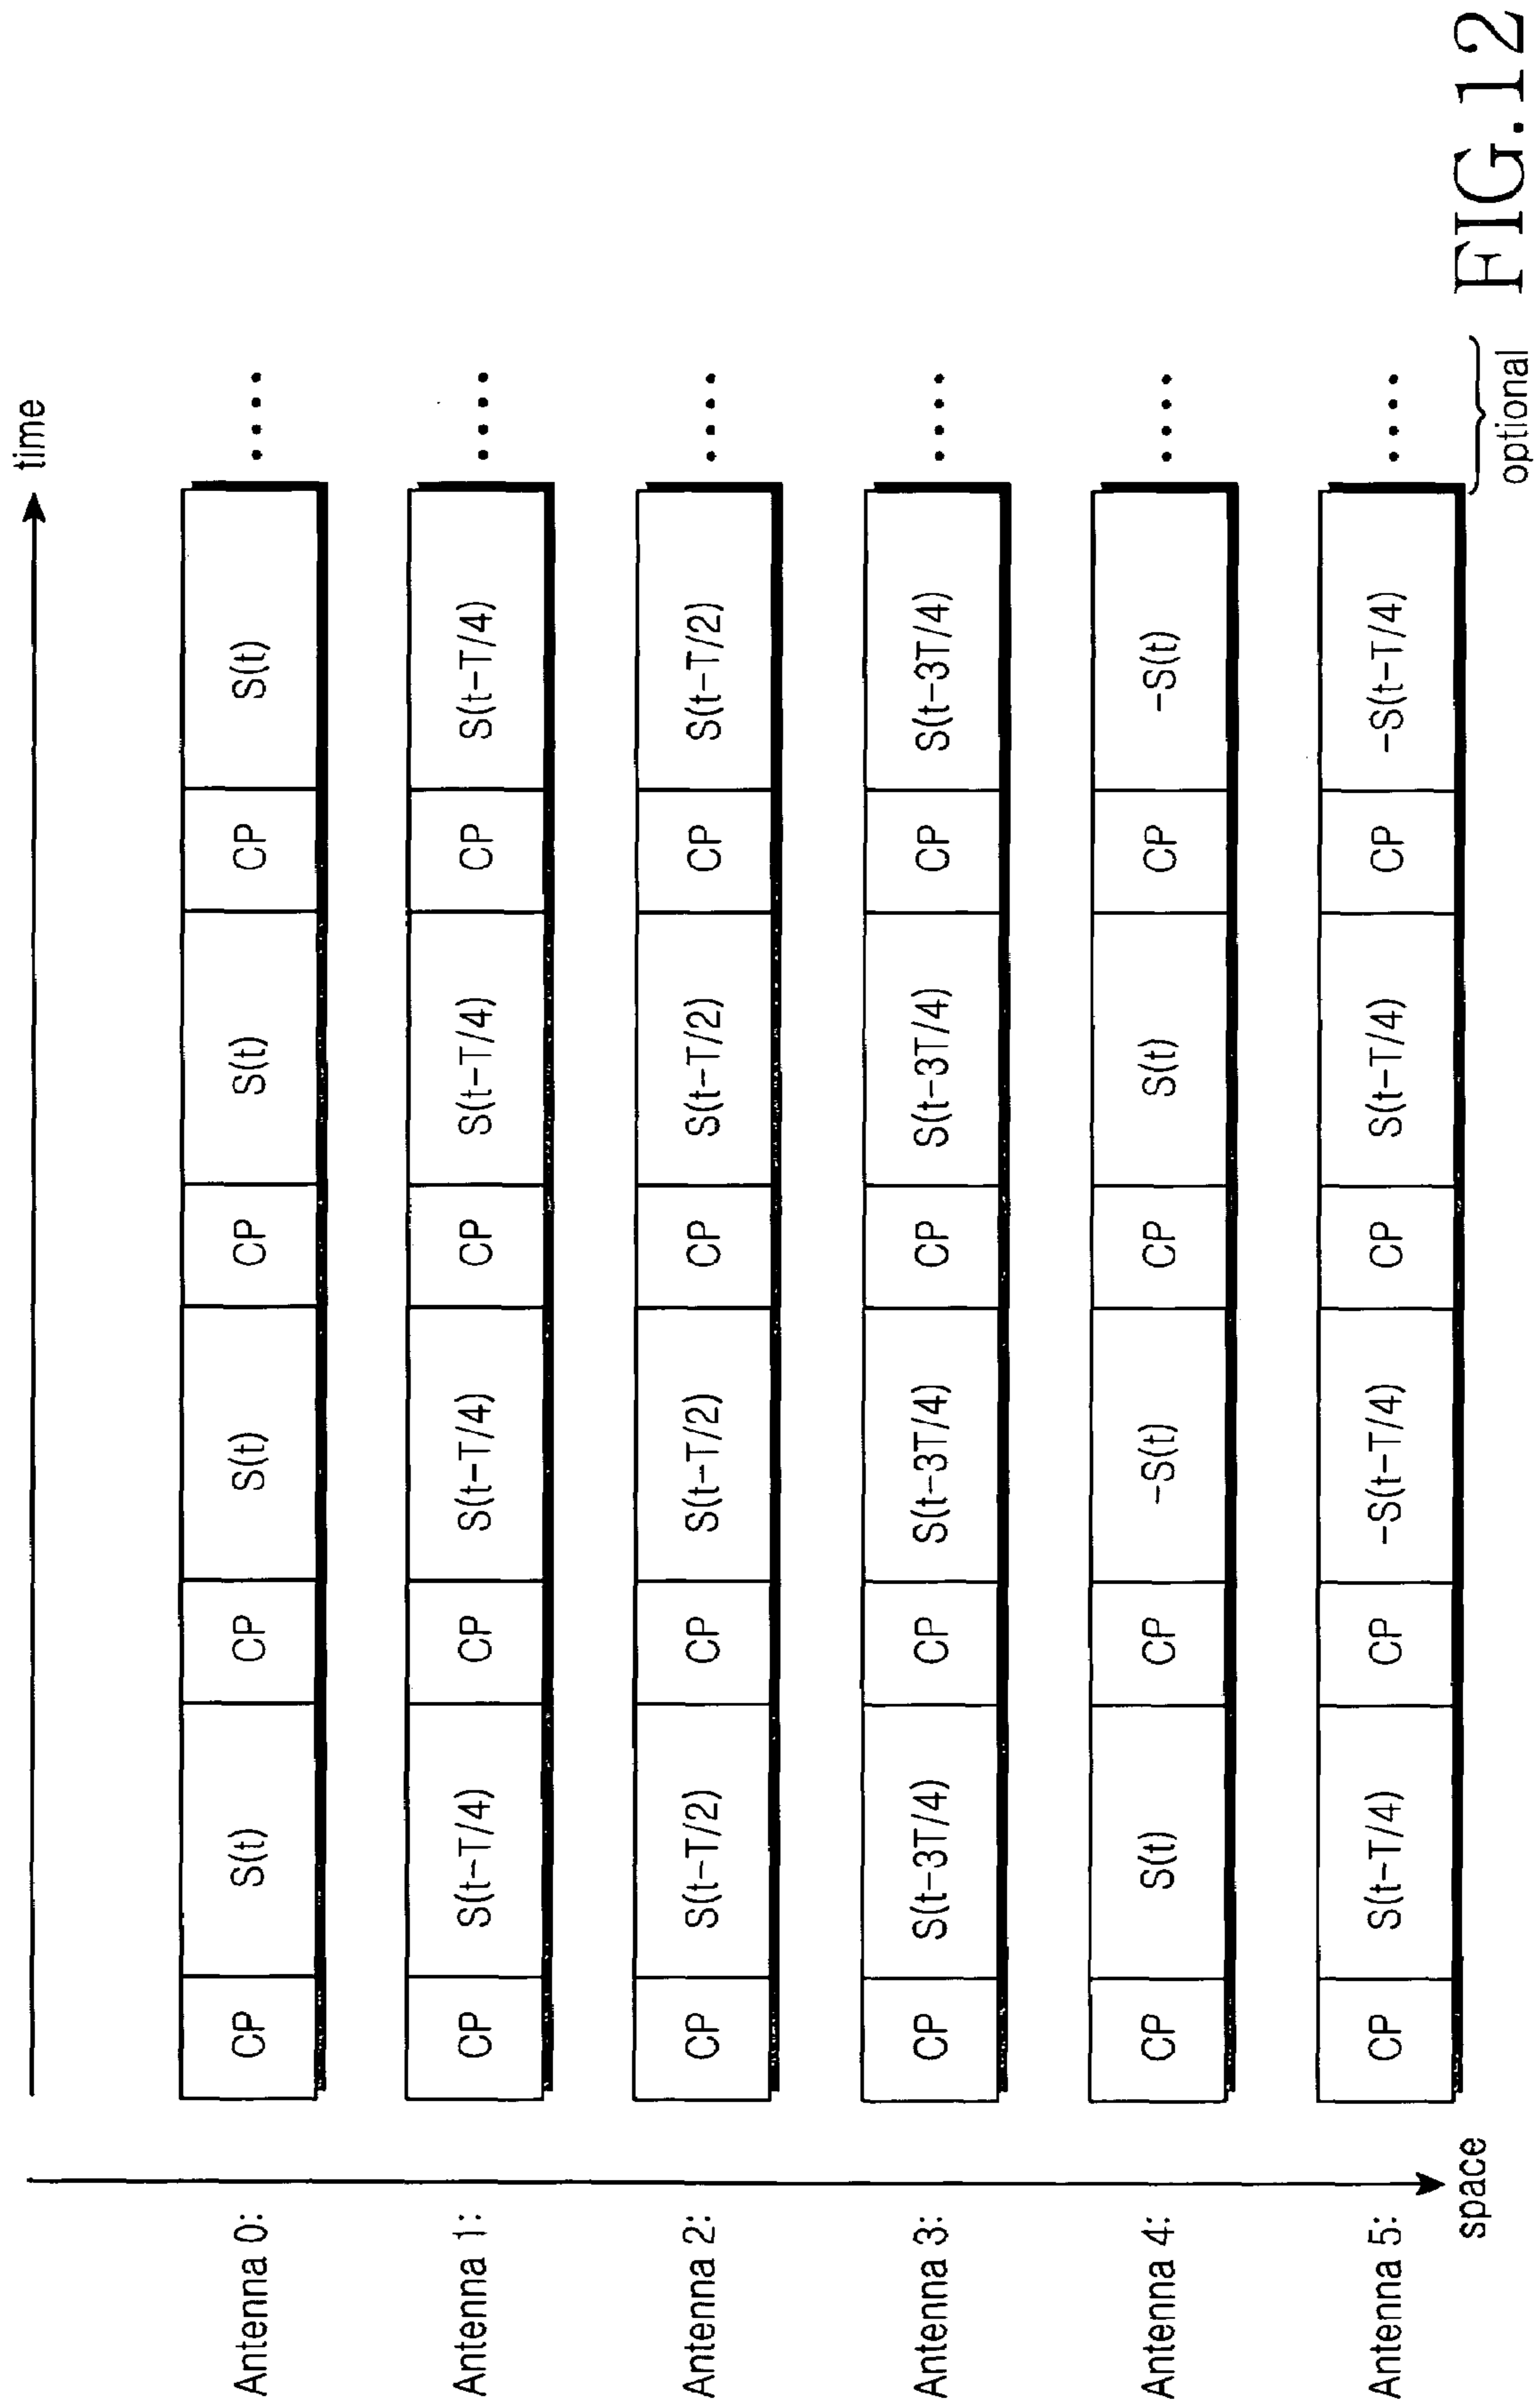 time
Antenna 0: CP S(t) CP S(t) CP S(t) CP S(t) ....
Antenna 1: CP S(t-T/4) CP S(t-T/4) CP S(t-T/4) CP S(t-T/4) ....
Antenna 2: CP S(t-T/2) CP S(t-T/2) CP S(t-T/2) CP S(t-T/2) ....
Antenna 3: CP S(t-3T/4) CP S(t-3T/4) CP S(t-3T/4) CP S(t-3T/4) ....
Antenna 4: CP S(t) CP -S(t) CP S(t) CP -S(t) ....
Antenna 5: CP S(t-T/4) CP -S(t-T/4) CP S(t-T/4) CP -S(t-T/4) ....
space
optional
FIG.12